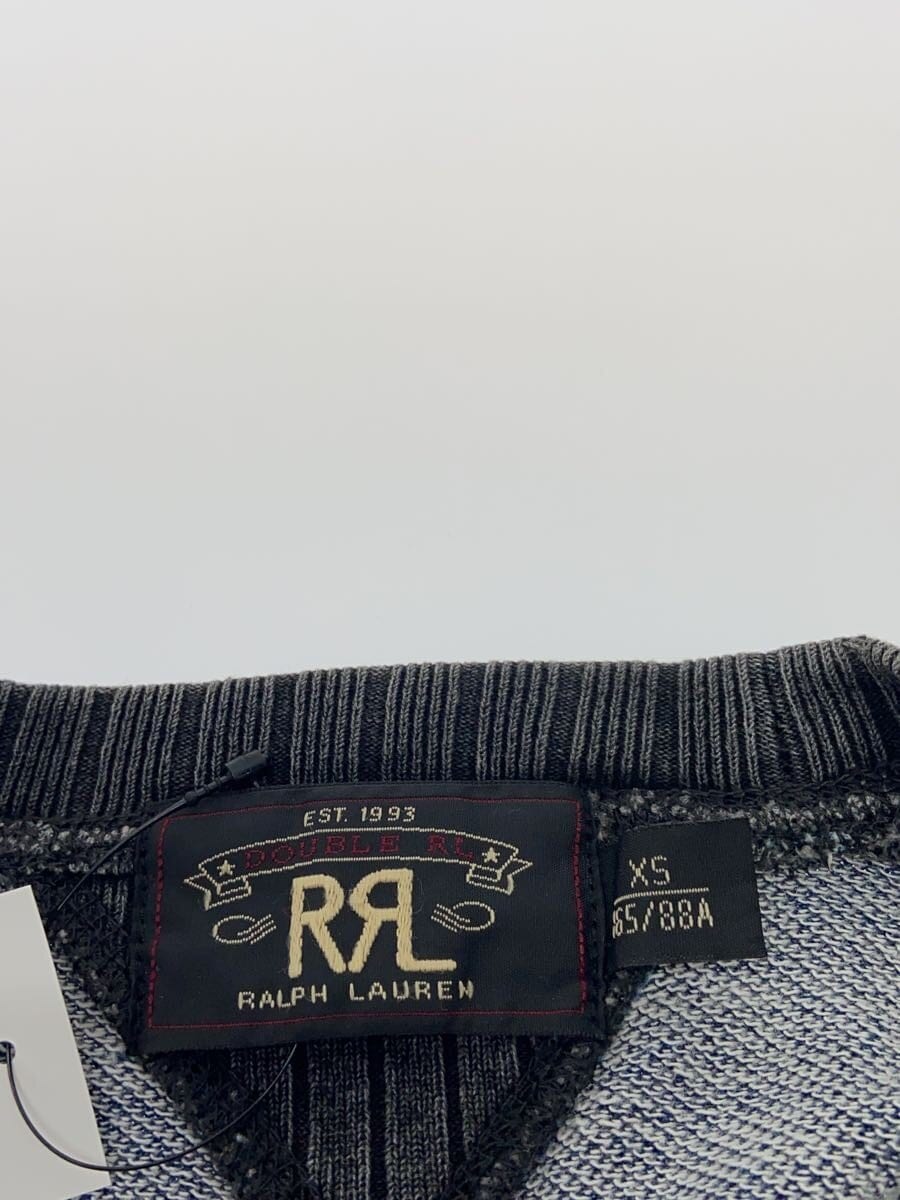 EST. 1993
DOUBLE RL
RRL
RALPH LAUREN
XS
65/88A